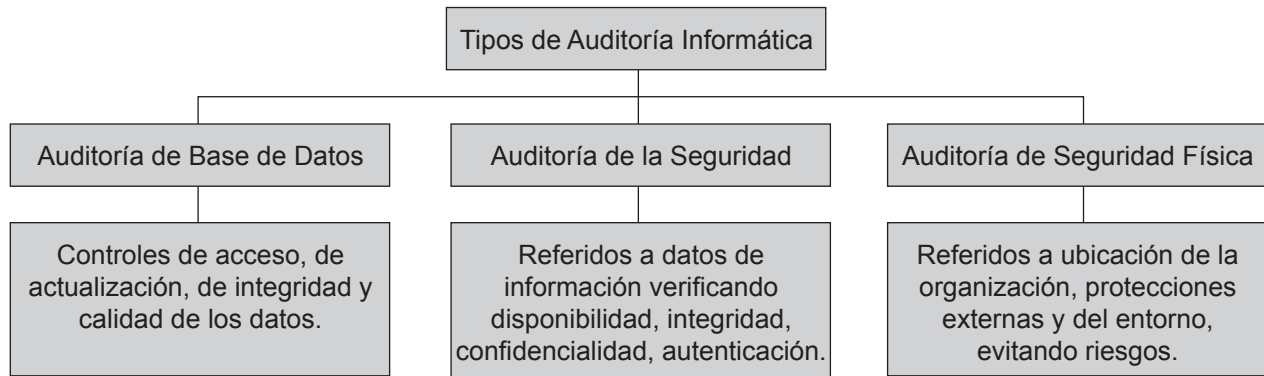 Tipos de Auditoría Informática
Auditoría de Base de Datos
Auditoría de la Seguridad
Auditoría de Seguridad Física
Controles de acceso, de
actualización, de integridad y
calidad de los datos.
Referidos a datos de
información verificando
disponibilidad, integridad,
confidencialidad, autenticación.
Referidos a ubicación de la
organización, protecciones
externas y del entorno,
evitando riesgos.